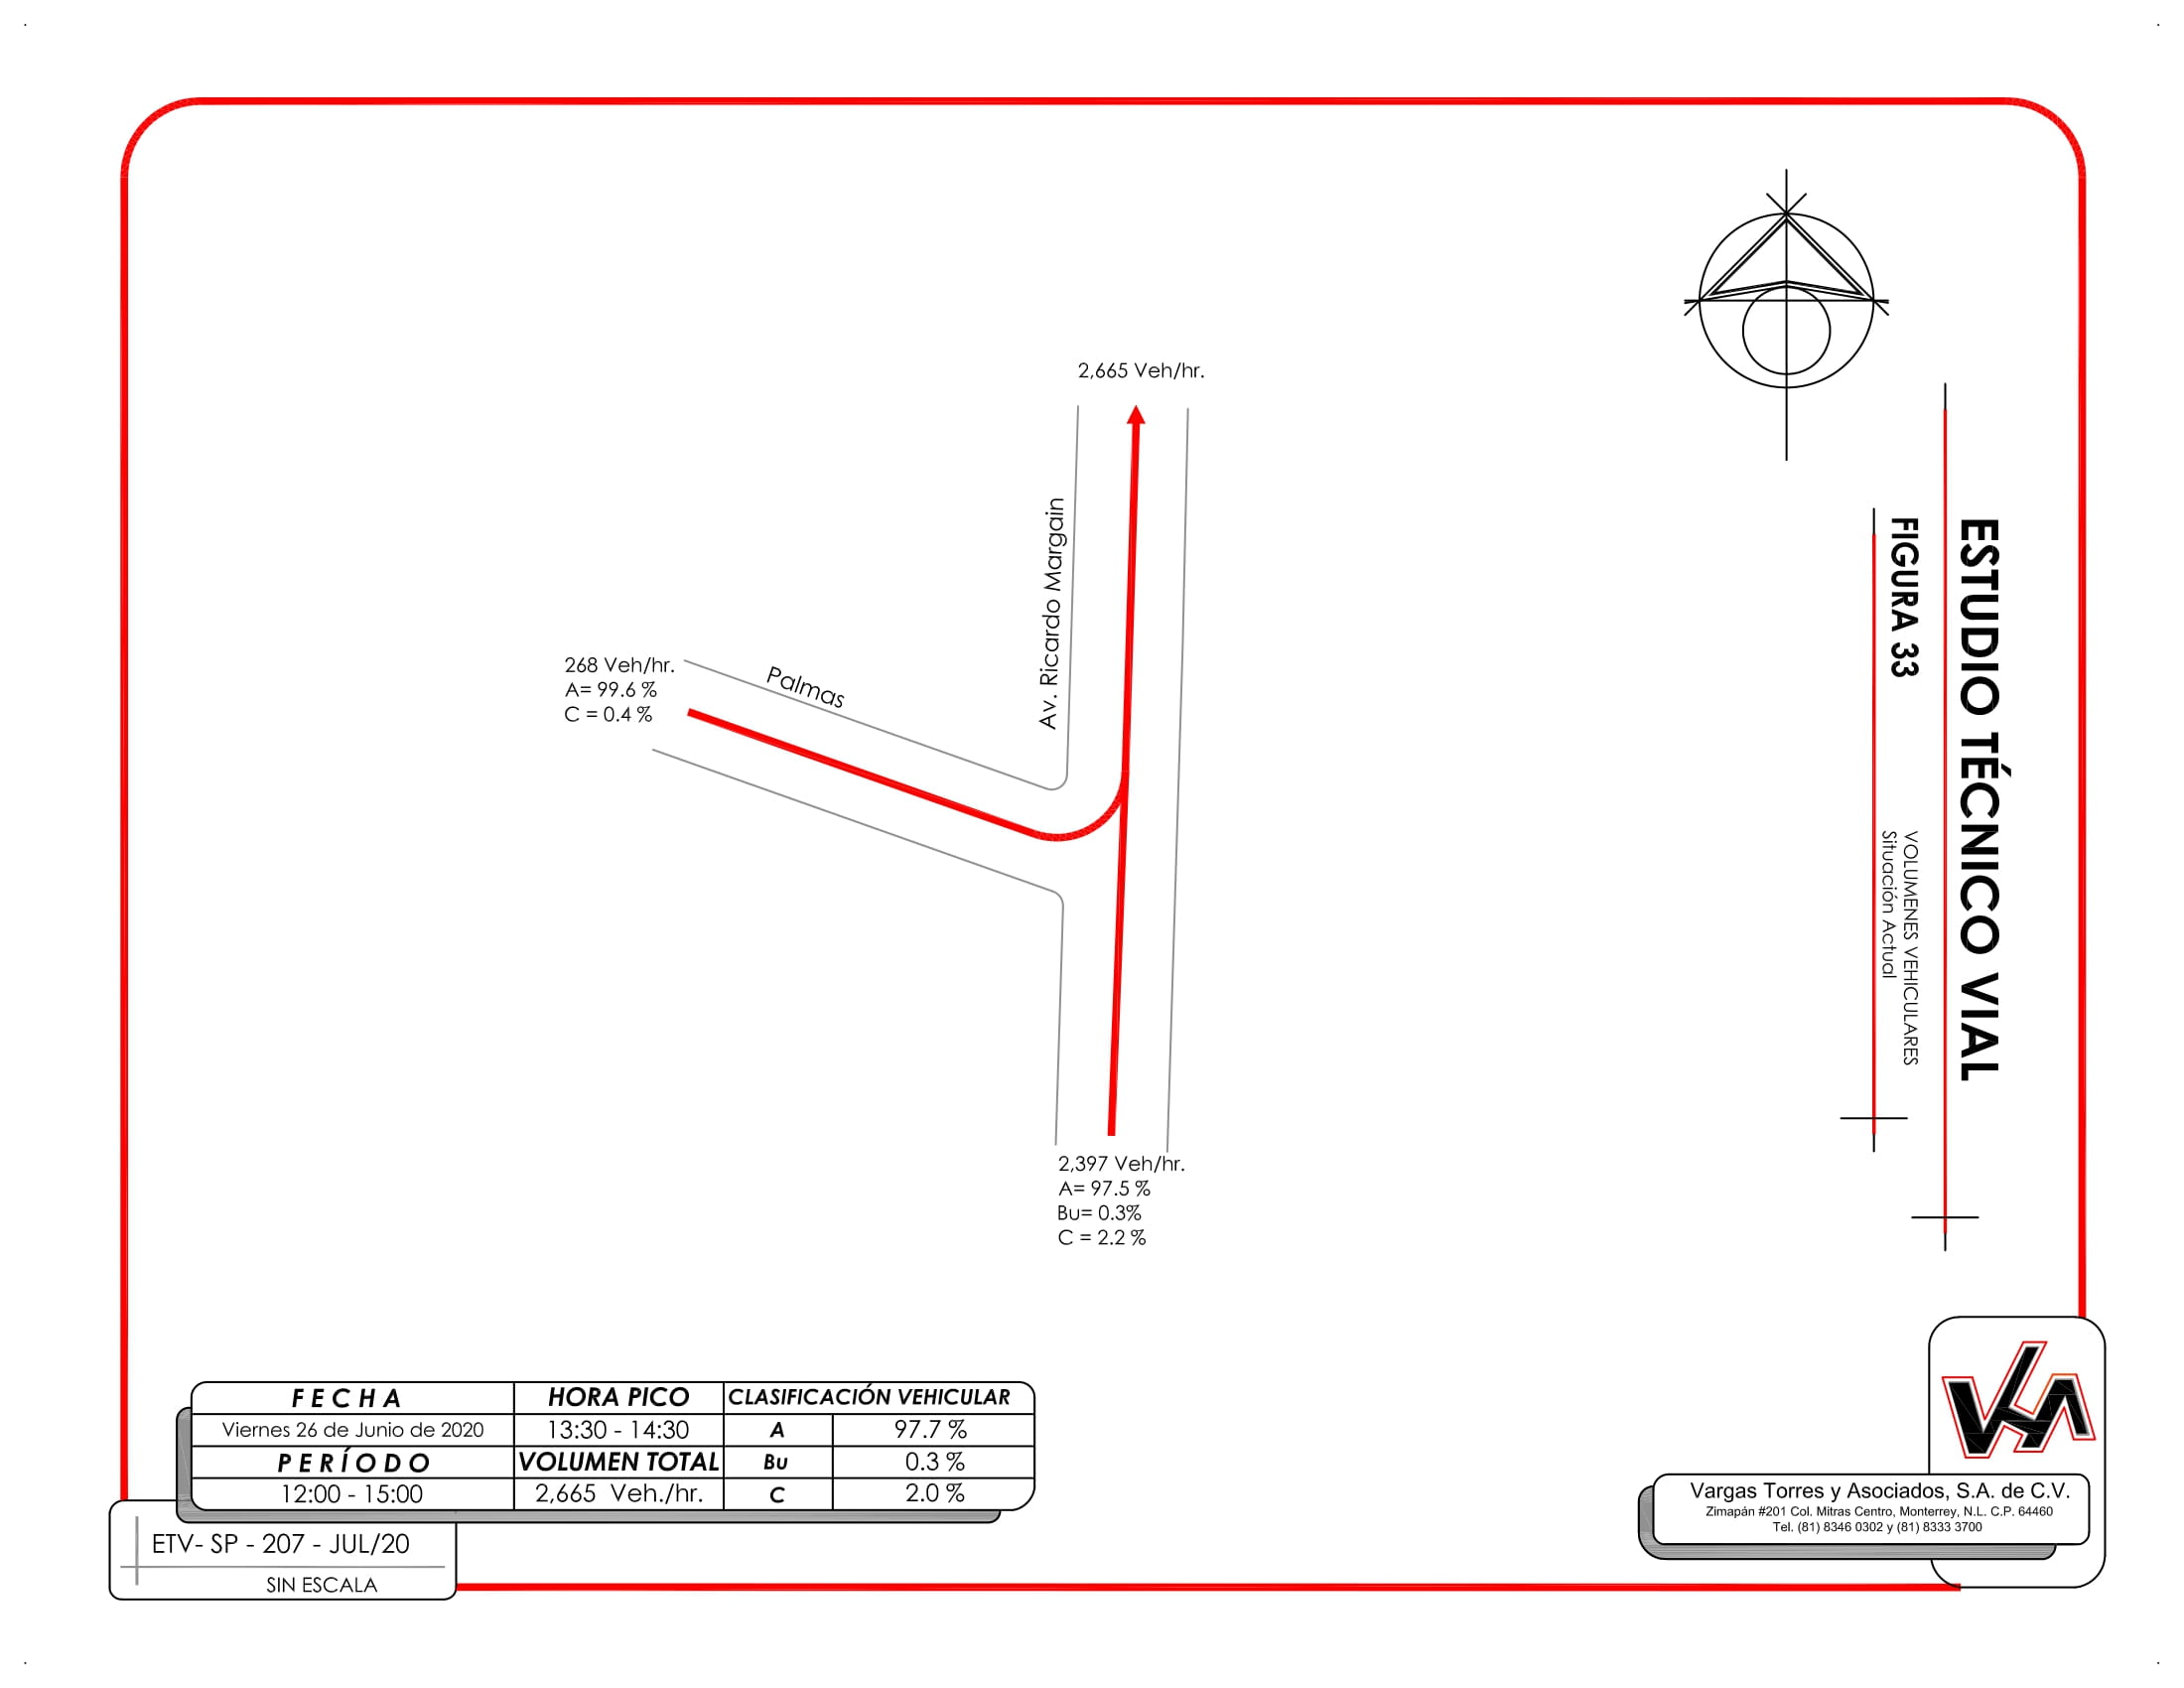 2,665 Veh/hr.
Av. Ricardo Margain
268 Veh/hr.
A= 99.6 %
C = 0.4 %
Palmas
2,397 Veh/hr.
A= 97.5 %
Bu= 0.3%
C = 2.2 %
ESTUDIO TÉCNICO VIAL
FIGURA 33
VOLUMENES VEHICULARES
Situación Actual
FECHA HORA PICO CLASIFICACIÓN VEHICULAR
Viernes 26 de Junio de 2020 13:30 - 14:30 A 97.7 %
PERÍODO VOLUMEN TOTAL Bu 0.3 %
12:00 - 15:00 2,665 Veh./hr. C 2.0 %
ETV- SP - 207 - JUL/20
SIN ESCALA
VTA
Vargas Torres y Asociados, S.A. de C.V.
Zimapán #201 Col. Mitras Centro, Monterrey, N.L. C.P. 64460
Tel. (81) 8346 0302 y (81) 8333 3700